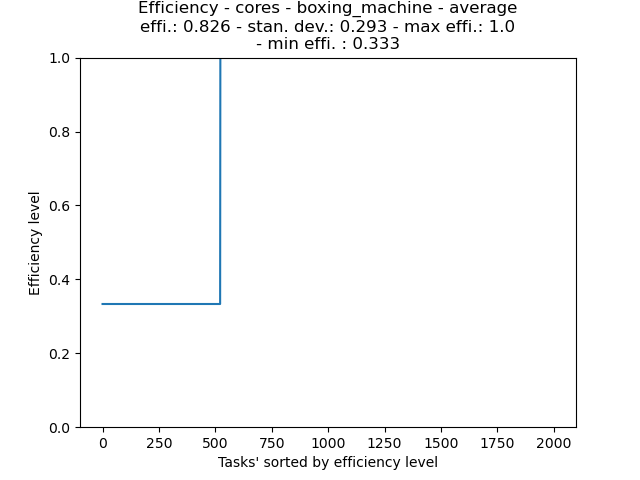 Efficiency - cores - boxing_machine - average
effi.: 0.826 - stan. dev.: 0.293 - max effi.: 1.0
- min effi. : 0.333
1.0
0.8
0.6
0.4
0.2
0.0
Efficiency level
0 250 500 750 1000 1250 1500 1750 2000
Tasks' sorted by efficiency level